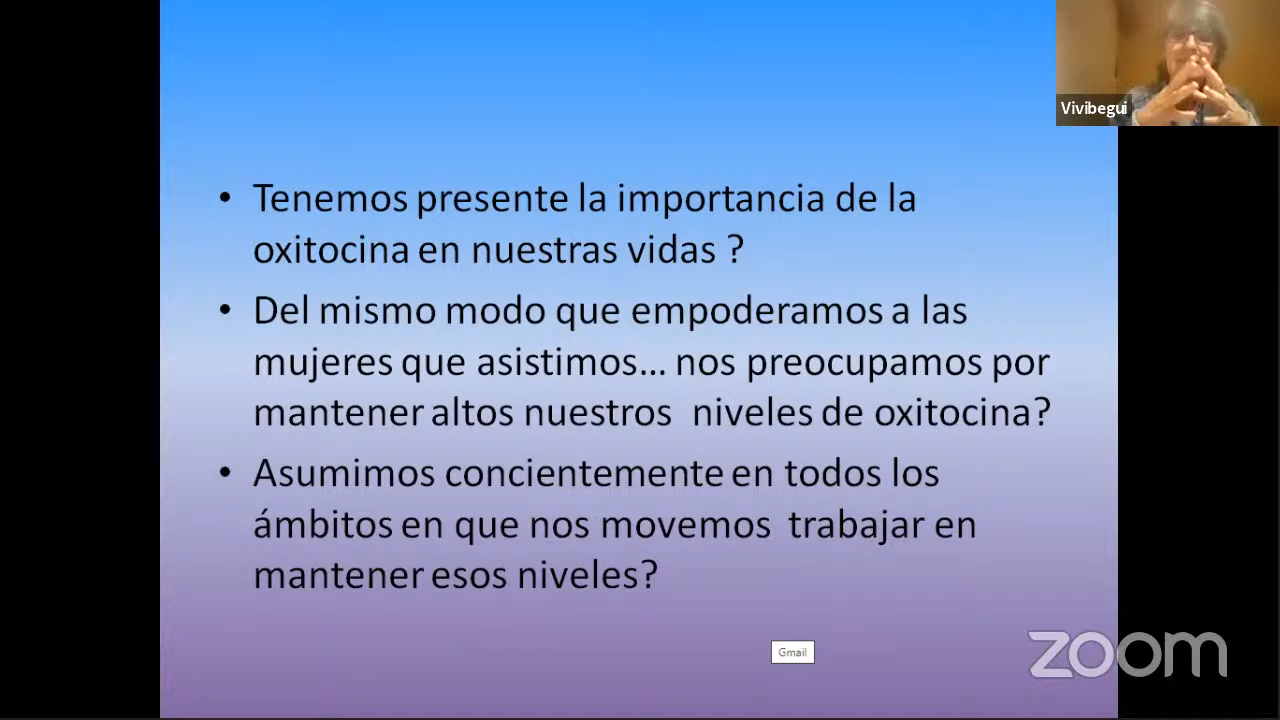 Vivibegui
• Tenemos presente la importancia de la
oxitocina en nuestras vidas ?
• Del mismo modo que empoderamos a las
mujeres que asistimos... nos preocupamos por
mantener altos nuestros niveles de oxitocina?
• Asumimos concientemente en todos los
ámbitos en que nos movemos trabajar en
mantener esos niveles?
Gmail
zoom